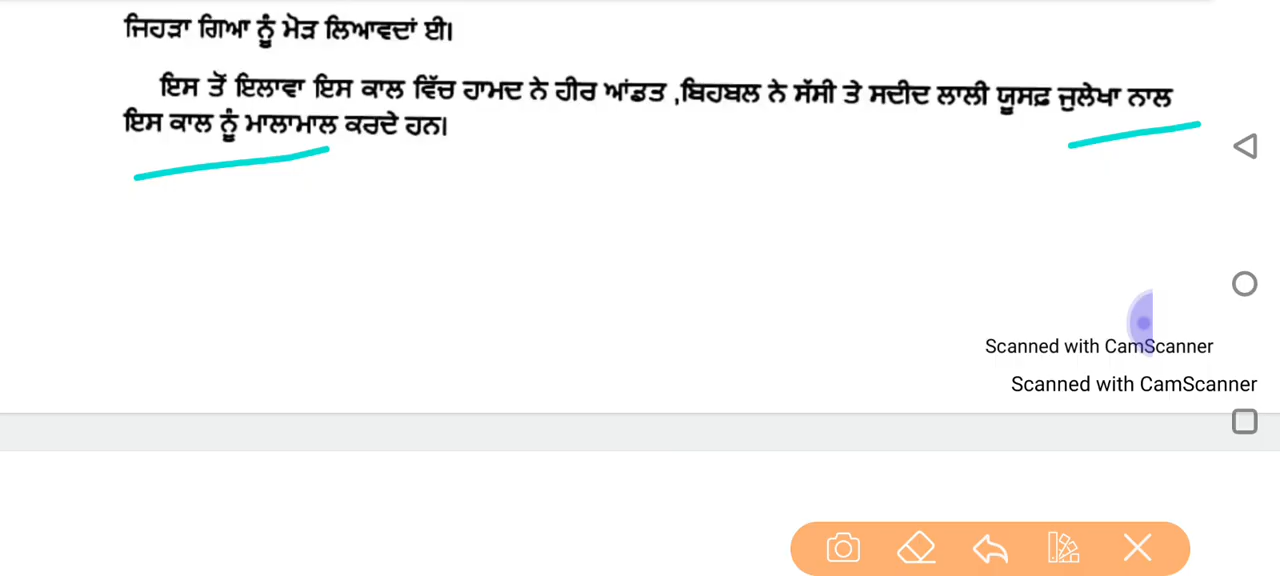 ਜਿਹੜਾ ਗਿਆ ਨੂੰ ਮੋੜ ਲਿਆਵਦਾਂ ਈ।
ਇਸ ਤੋਂ ਇਲਾਵਾ ਇਸ ਕਾਲ ਵਿੱਚ ਹਾਮਦ ਨੇ ਹੀਰ ਆਂਡਤ ,ਬਿਹਬਲ ਨੇ ਸੱਸੀ ਤੇ ਸਦੀਦ ਲਾਲੀ ਯੂਸਫ਼ ਜੁਲੇਖਾ ਨਾਲ
ਇਸ ਕਾਲ ਨੂੰ ਮਾਲਾਮਾਲ ਕਰਦੇ ਹਨ।
Scanned with CamScanner
Scanned with CamScanner